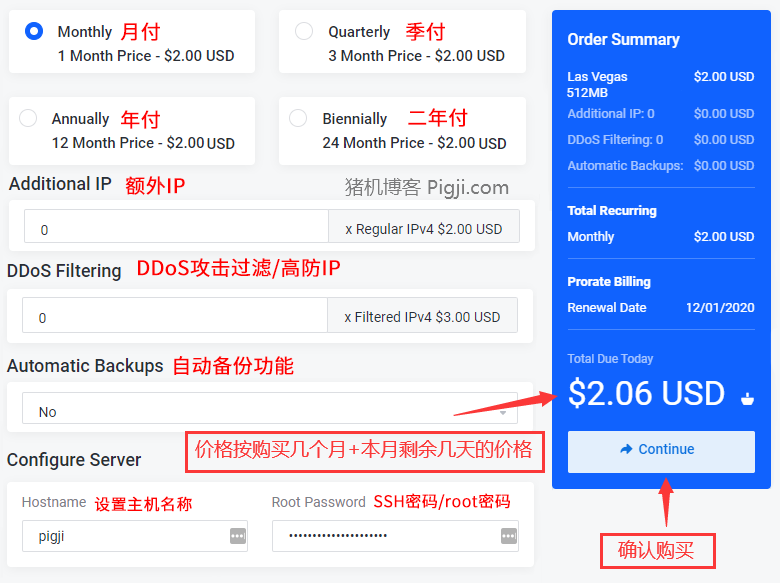 Monthly 月付
1 Month Price - $2.00 USD
Quarterly 季付
3 Month Price - $2.00 USD
Annually 年付
12 Month Price - $2.00 USD
Biennially 二年付
24 Month Price - $2.00 USD
Additional IP 额外IP
猪机博客 Pigji.com
0
x Regular IPv4 $2.00 USD
DDoS Filtering DDoS攻击过滤/高防IP
0
x Filtered IPv4 $3.00 USD
Automatic Backups 自动备份功能
No
价格按购买几个月+本月剩余几天的价格
Configure Server
Hostname 设置主机名称
pigji
Root Password SSH密码/root密码
••••••••••••••••••••••
Order Summary
Las Vegas $2.00 USD
512MB
Additional IP: 0 $0.00 USD
DDoS Filtering: 0 $0.00 USD
Automatic Backups: $0.00 USD
Total Recurring
Monthly $2.00 USD
Prorate Billing
Renewal Date 12/01/2020
Total Due Today
$2.06 USD
Continue
确认购买